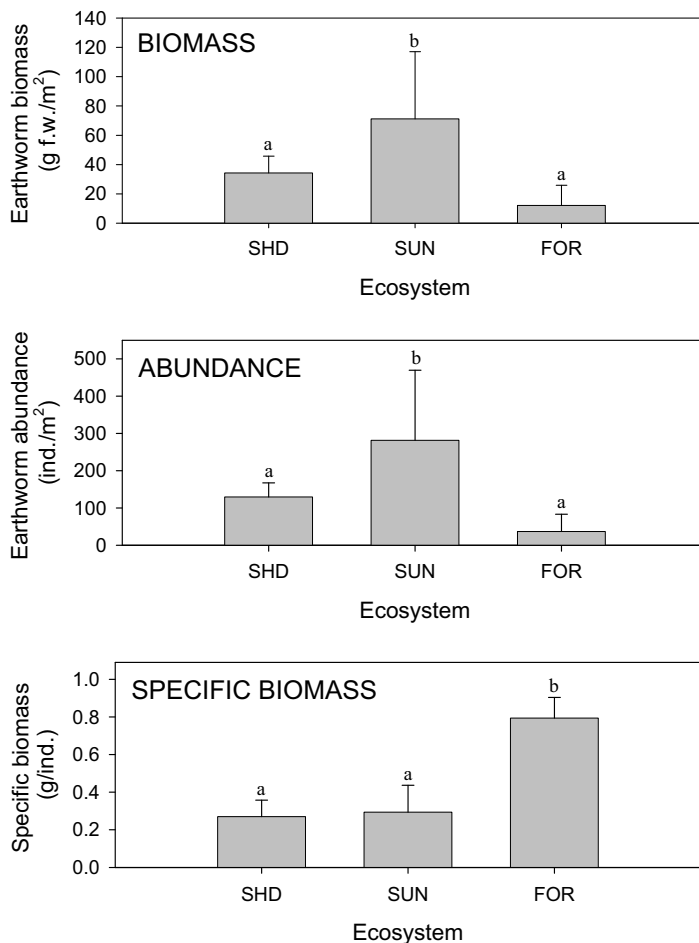 BIOMASS
Earthworm biomass
(g f.w./m²)
140
120
100
80
60
40
20
0
a
b
a
SHD SUN FOR
Ecosystem
ABUNDANCE
Earthworm abundance
(ind./m²)
500
400
300
200
100
0
a
b
a
SHD SUN FOR
Ecosystem
SPECIFIC BIOMASS
Specific biomass
(g/ind.)
1.0
0.8
0.6
0.4
0.2
0.0
a
a
b
SHD SUN FOR
Ecosystem